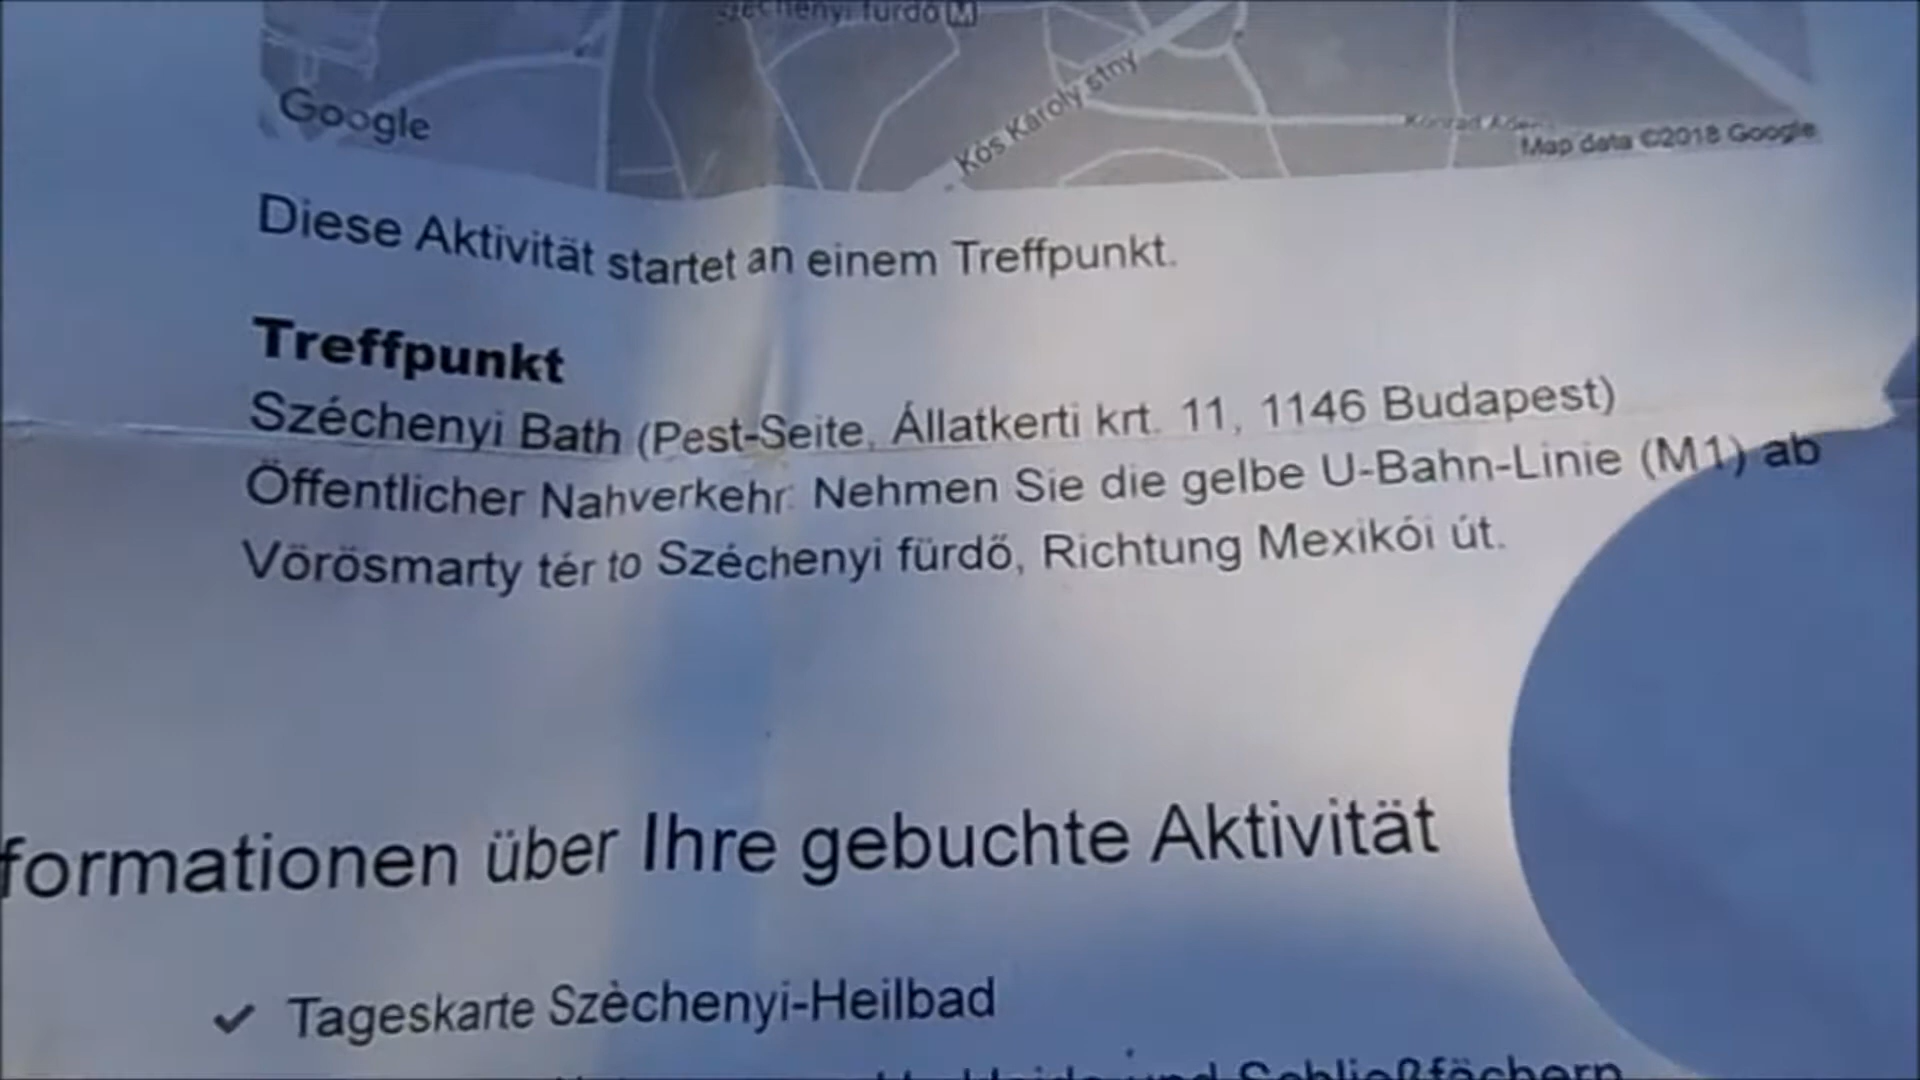 Széchenyi fürdő M
Kós Károly stny
Google
Map data ©2018 Google
Diese Aktivität startet an einem Treffpunkt.
Treffpunkt
Széchenyi Bath (Pest-Seite, Állatkerti krt. 11, 1146 Budapest)
Öffentlicher Nahverkehr: Nehmen Sie die gelbe U-Bahn-Linie (M1) ab
Vörösmarty tér to Széchenyi fürdő, Richtung Mexikói út.
formationen über Ihre gebuchte Aktivität
✓ Tageskarte Szèchenyi-Heilbad
und Schließfächern